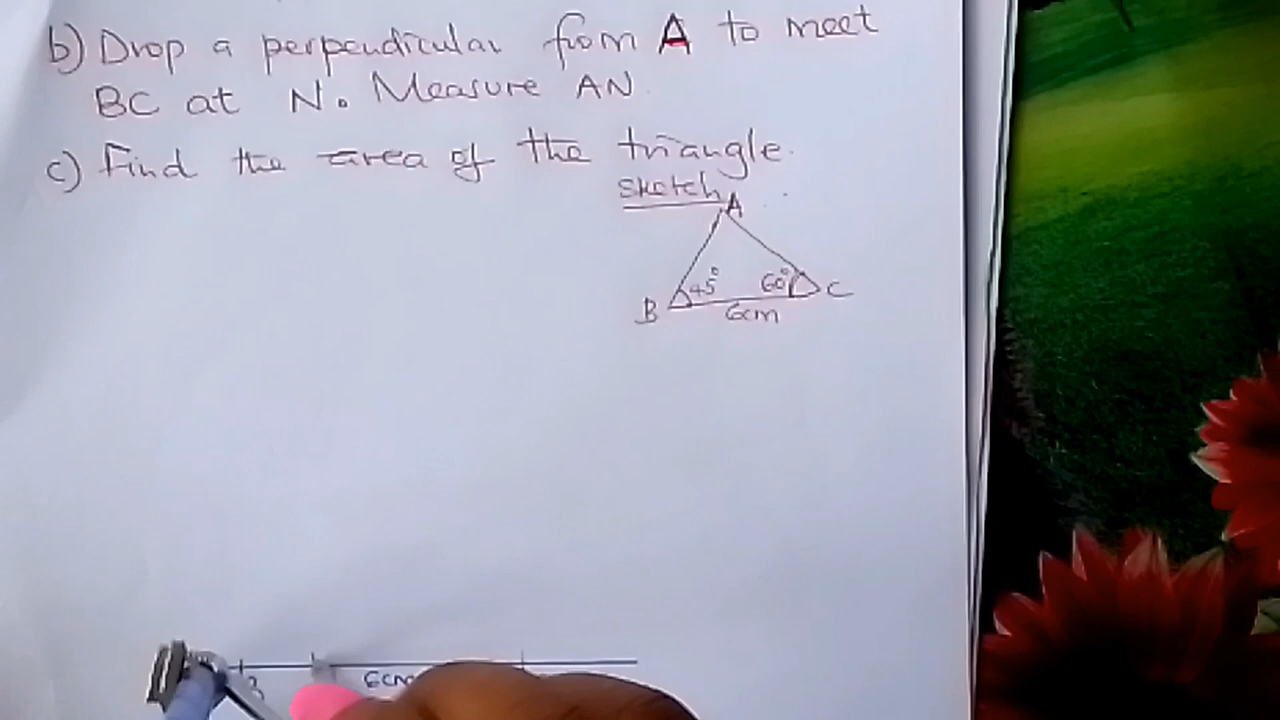 b) Drop a perpendicular from A to meet
BC at N. Measure AN.
c) Find the area of the triangle.
Sketch
A
45° 60°
B C
6cm
B 6cm